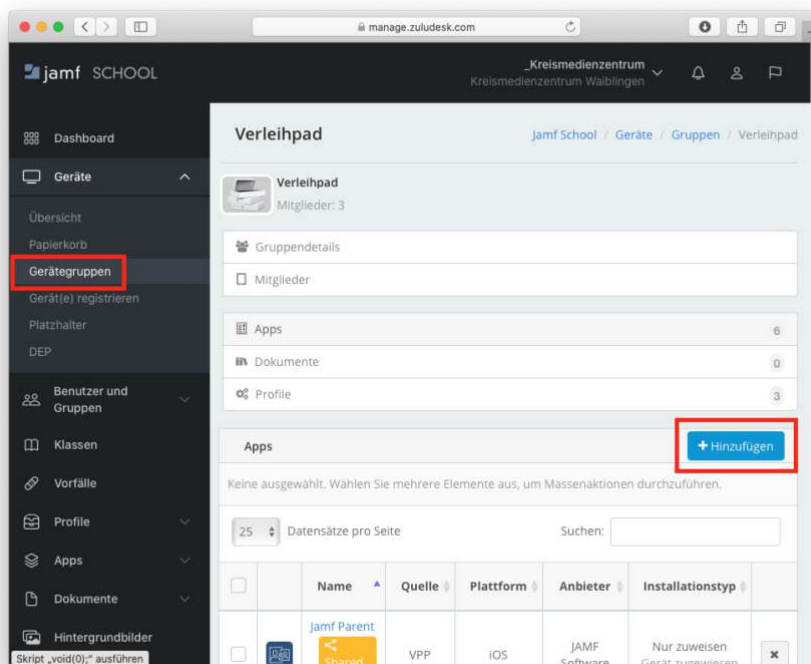 manage.zuludesk.com
jamf SCHOOL
_Kreismedienzentrum
Kreismedienzentrum Waiblingen
Dashboard
Geräte
Übersicht
Papierkorb
Gerätegruppen
Gerät(e) registrieren
Platzhalter
DEP
Benutzer und
Gruppen
Klassen
Vorfälle
Profile
Apps
Dokumente
Hintergrundbilder
Skript „void(0);“ ausführen
Verleihpad
Jamf School / Geräte / Gruppen / Verleihpad
Verleihpad
Mitglieder: 3
Gruppendetails
Mitglieder
Apps 6
Dokumente 0
Profile 3
Apps
+ Hinzufügen
Keine ausgewählt. Wählen Sie mehrere Elemente aus, um Massenaktionen durchzuführen.
25 Datensätze pro Seite Suchen:
Name Quelle Plattform Anbieter Installationstyp
Jamf Parent
Shared
VPP iOS
JAMF
Software
Nur zuweisen
Gerät zugewiesen